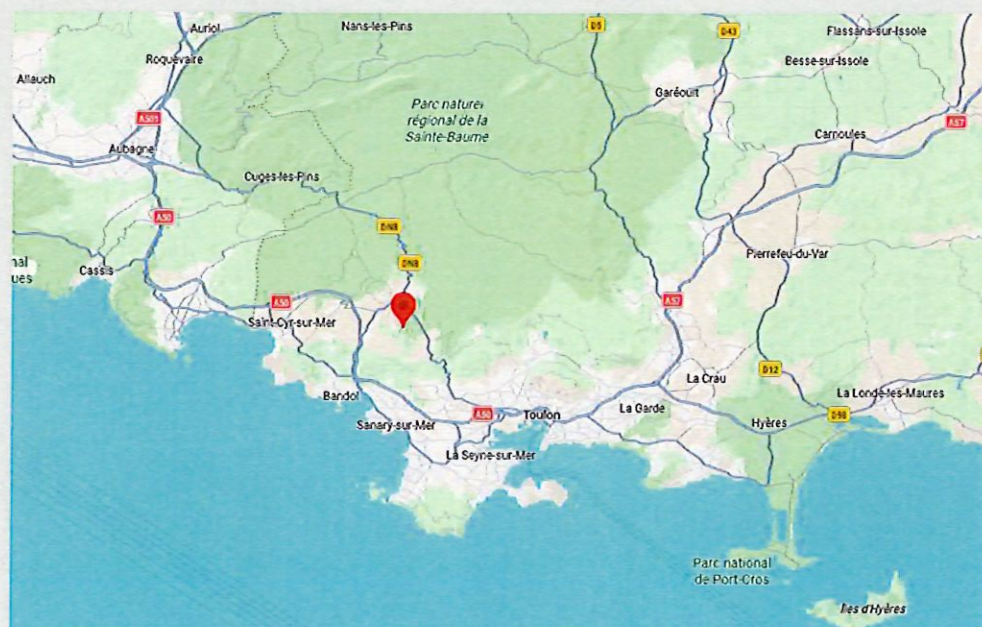 Auriol
Nans-les-Pins
D5
D43
Flassans-sur-Issole
Roquevaire
Besse-sur-Issole
Allauch
Garéoult
Parc naturel
régional de la
Sainte-Baume
A501
A57
Carnoules
Aubagne
Cuges-les-Pins
A50
DN8
Pierrefeu-du-Var
nal
ues
Cassis
DN8
A50
A57
Saint-Cyr-sur-Mer
D12
La Crau
Bandol
La Londe-les-Maures
La Garde
A50
Toulon
D98
Sanary-sur-Mer
Hyères
La Seyne-sur-Mer
Parc national
de Port-Cros
Îles d'Hyères